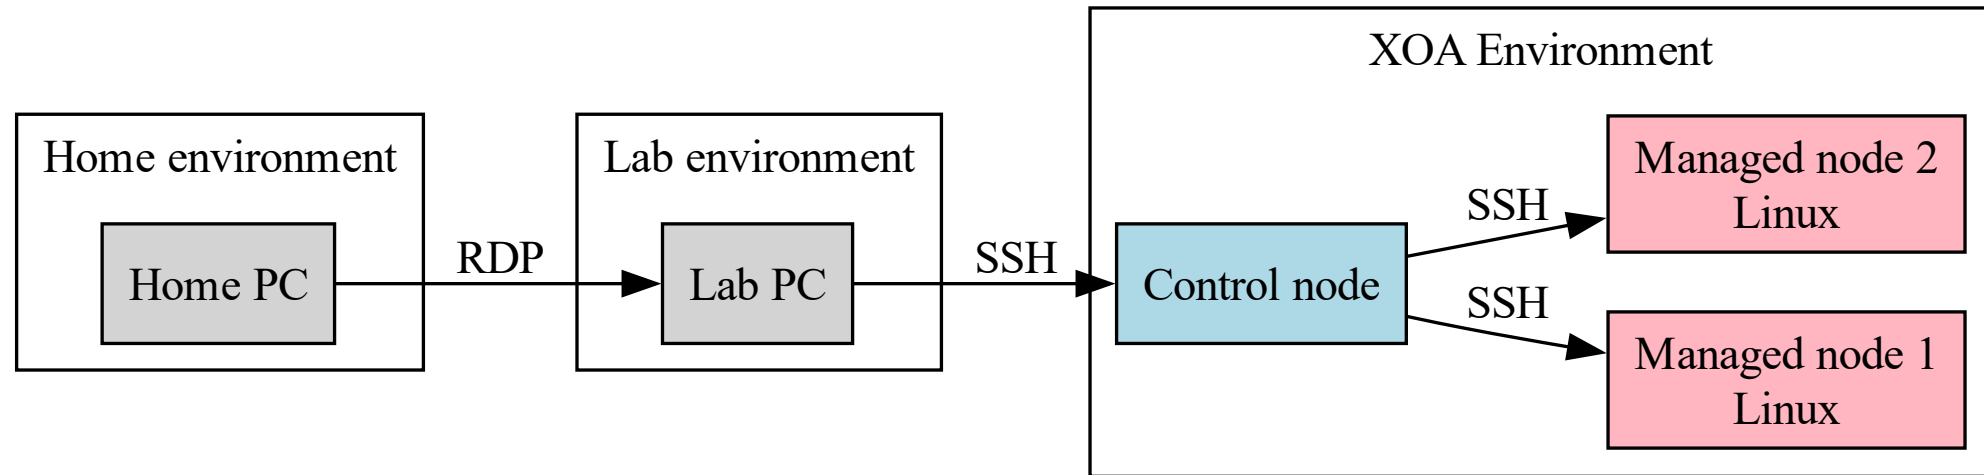 XOA Environment
Home environment
Lab environment
Managed node 2
Linux
SSH
RDP
SSH
Home PC
Lab PC
Control node
SSH
Managed node 1
Linux